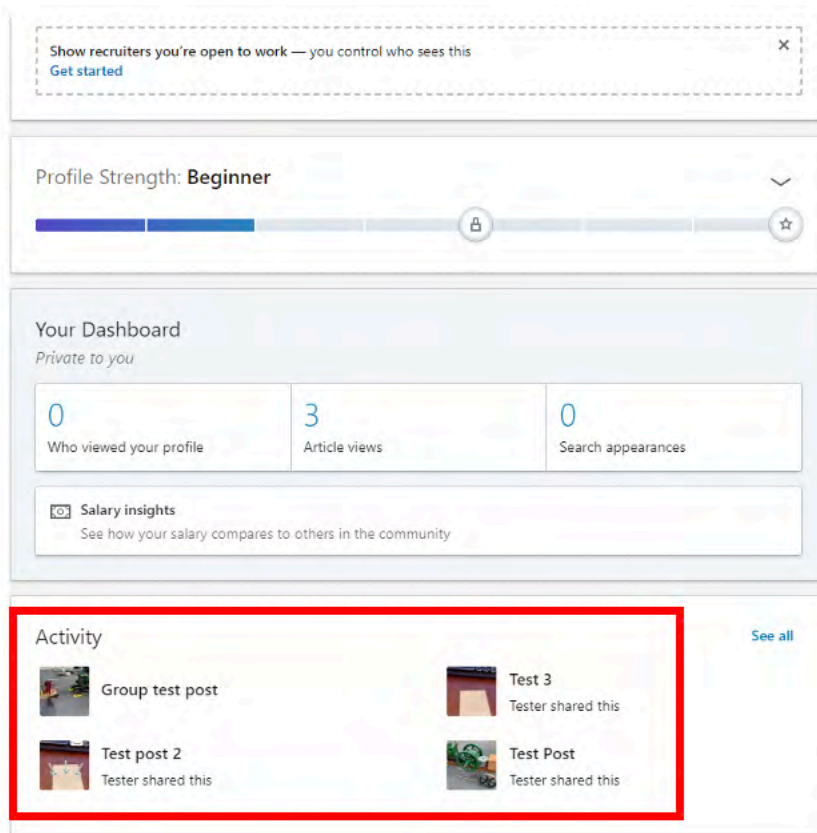 Show recruiters you're open to work — you control who sees this
Get started
Profile Strength: Beginner
Your Dashboard
Private to you
0
Who viewed your profile
3
Article views
0
Search appearances
Salary insights
See how your salary compares to others in the community
Activity
See all
Group test post
Test 3
Tester shared this
Test post 2
Tester shared this
Test Post
Tester shared this